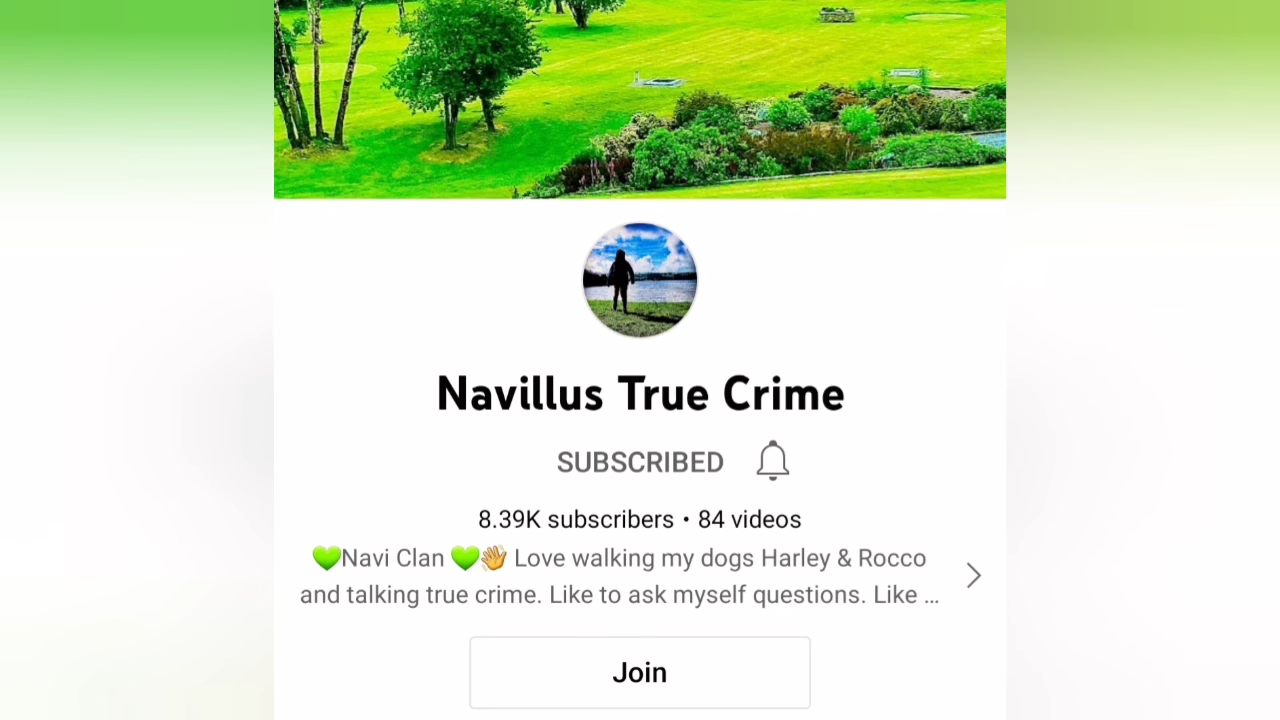 Navillus True Crime
SUBSCRIBED
8.39K subscribers • 84 videos
💚Navi Clan 💚👋 Love walking my dogs Harley & Rocco
and talking true crime. Like to ask myself questions. Like ...
Join